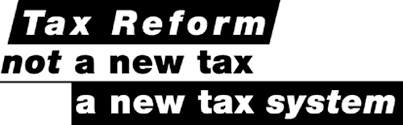 Tax Reform
not a new tax
a new tax system